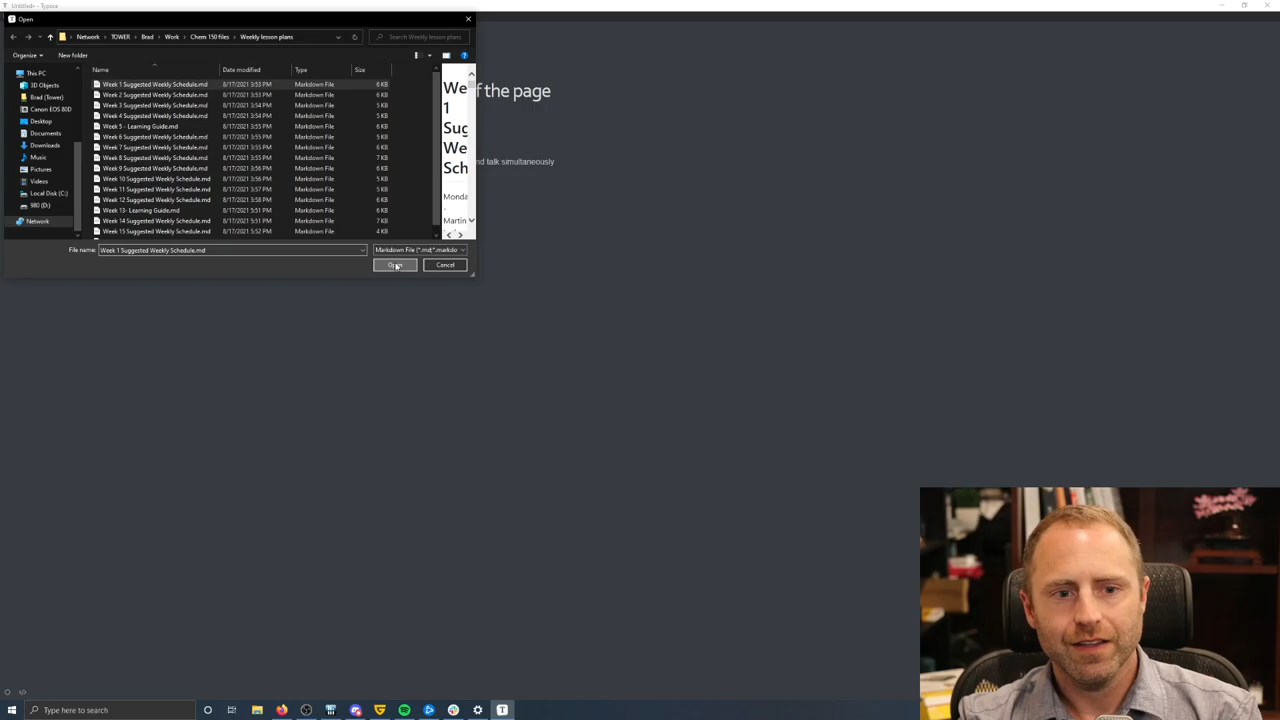 Untitled• - Typora
Open
Network > TOWER > Brad > Work > Chem 150 files > Weekly lesson plans
Search Weekly lesson plans
Organize
New folder
Name
Date modified
Type
Size
This PC
3D Objects
Brad (Tower)
Canon EOS 80D
Desktop
Documents
Downloads
Music
Pictures
Videos
Local Disk (C:)
980 (D:)
Network
Week 1 Suggested Weekly Schedule.md 8/17/2021 3:53 PM Markdown File 6 KB
Week 2 Suggested Weekly Schedule.md 8/17/2021 3:53 PM Markdown File 6 KB
Week 3 Suggested Weekly Schedule.md 8/17/2021 3:54 PM Markdown File 5 KB
Week 4 Suggested Weekly Schedule.md 8/17/2021 3:54 PM Markdown File 5 KB
Week 5 - Learning Guide.md 8/17/2021 3:55 PM Markdown File 6 KB
Week 6 Suggested Weekly Schedule.md 8/17/2021 3:55 PM Markdown File 5 KB
Week 7 Suggested Weekly Schedule.md 8/17/2021 3:55 PM Markdown File 6 KB
Week 8 Suggested Weekly Schedule.md 8/17/2021 3:55 PM Markdown File 7 KB
Week 9 Suggested Weekly Schedule.md 8/17/2021 3:56 PM Markdown File 6 KB
Week 10 Suggested Weekly Schedule.md 8/17/2021 3:56 PM Markdown File 5 KB
Week 11 Suggested Weekly Schedule.md 8/17/2021 3:57 PM Markdown File 5 KB
Week 12 Suggested Weekly Schedule.md 8/17/2021 3:58 PM Markdown File 6 KB
Week 13- Learning Guide.md 8/17/2021 5:51 PM Markdown File 6 KB
Week 14 Suggested Weekly Schedule.md 8/17/2021 5:51 PM Markdown File 7 KB
Week 15 Suggested Weekly Schedule.md 5:52 PM Markdown File 4 KB
We
1
Sug
We
Sch
Monda
-
Martin
File name:
Week 1 Suggested Weekly Schedule.md
Markdown File (*.md;*.markdo
Open
Cancel
f the page
nd talk simultaneously
Type here to search